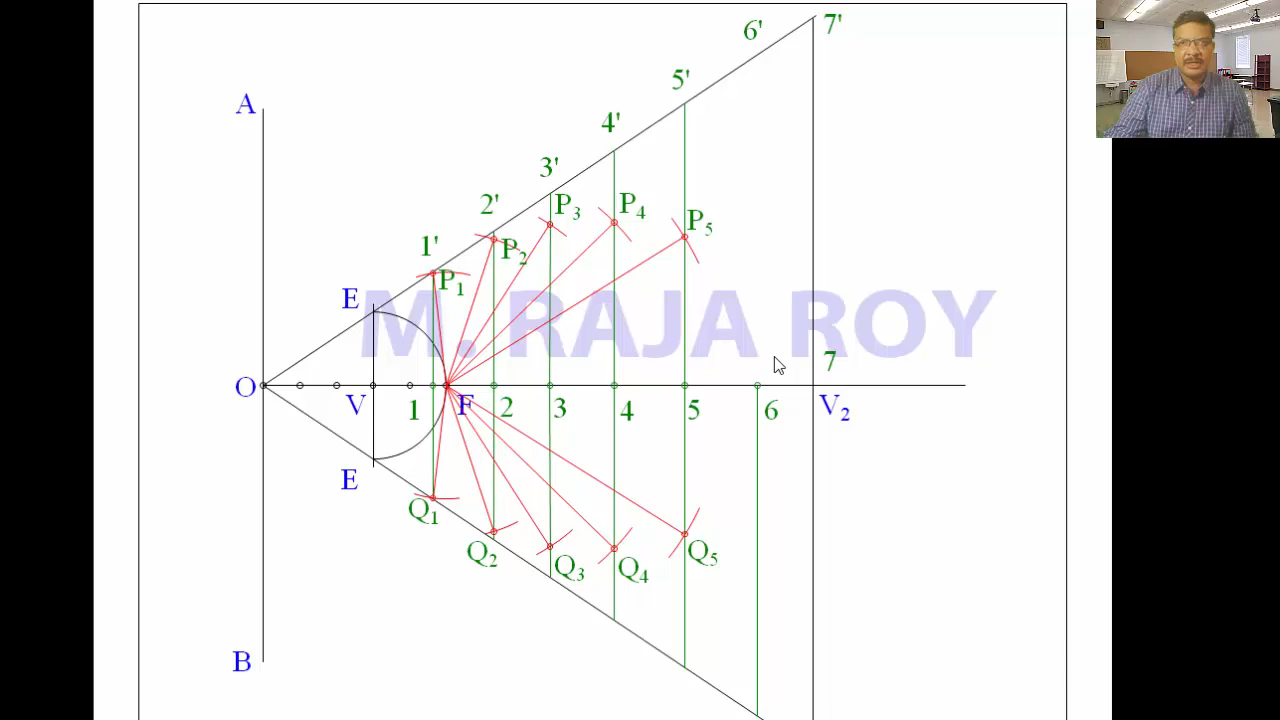 6' 7'
5'
A
4'
3'
P₃ P₄
2'
P₅
1' P₂
P₁
E
M. RAJA ROY
7
O V 1 F 2 3 4 5 6 V₂
E
Q₁
Q₂ Q₃ Q₄ Q₅
B